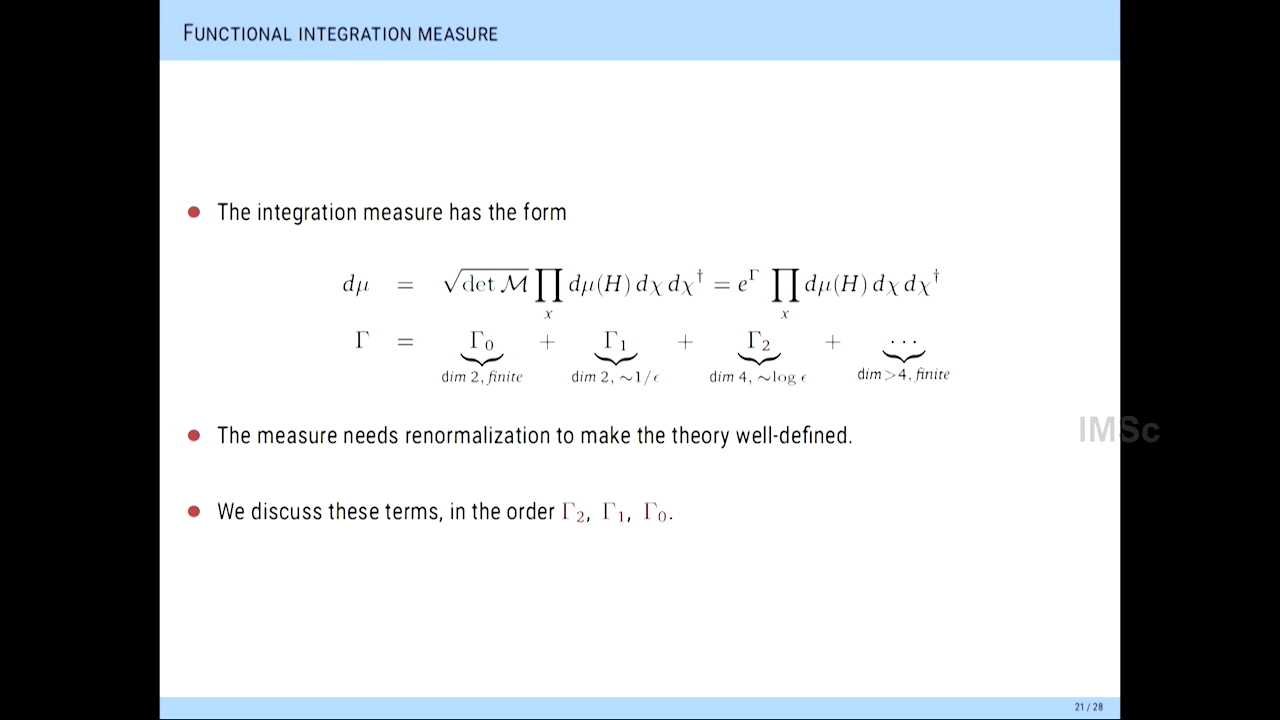 FUNCTIONAL INTEGRATION MEASURE
● The integration measure has the form
dμ = √det ℳ ∏ₓ dμ(H) dχ dχ† = e^Γ ∏ₓ dμ(H) dχ dχ†
Γ = Γ₀ + Γ₁ + Γ₂ + ···
dim 2, finite dim 2, ~1/ϵ dim 4, ~log ϵ dim>4, finite
● The measure needs renormalization to make the theory well-defined.
IMSc
● We discuss these terms, in the order Γ₂, Γ₁, Γ₀.
21 / 28